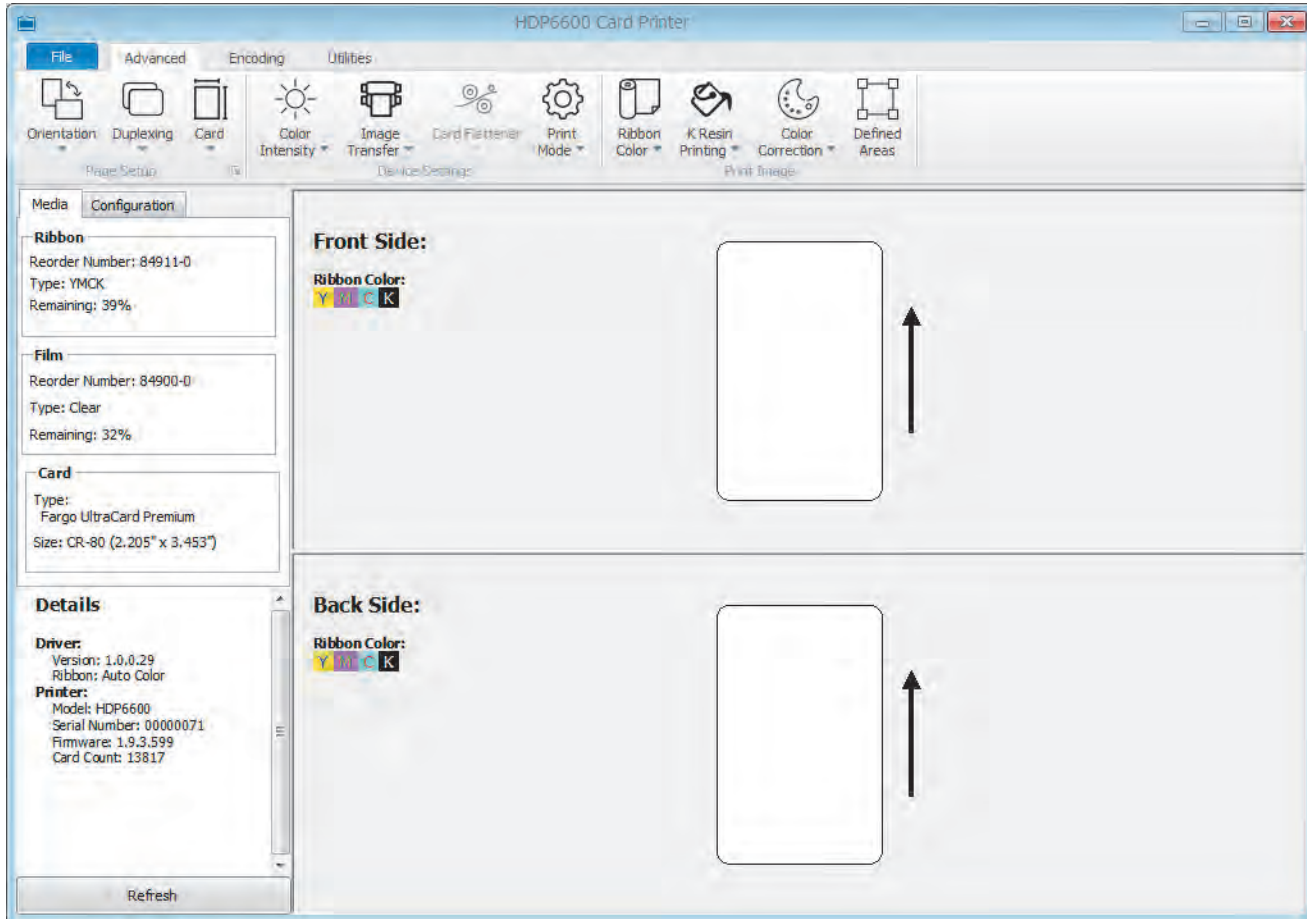 HDP6600 Card Printer
File Advanced Encoding Utilities
Orientation Duplexing Card Color Intensity Image Transfer Card Flattener Print Mode Ribbon Color K Resin Printing Color Correction Defined Areas
Page Setup Device Settings Print Image
Media Configuration
Ribbon
Reorder Number: 84911-0
Type: YMCK
Remaining: 39%
Film
Reorder Number: 84900-0
Type: Clear
Remaining: 32%
Card
Type:
Fargo UltraCard Premium
Size: CR-80 (2.205" x 3.453")
Details
Driver:
Version: 1.0.0.29
Ribbon: Auto Color
Printer:
Model: HDP6600
Serial Number: 00000071
Firmware: 1.9.3.599
Card Count: 13817
Refresh
Front Side:
Ribbon Color:
Y M C K
Back Side:
Ribbon Color:
Y M C K